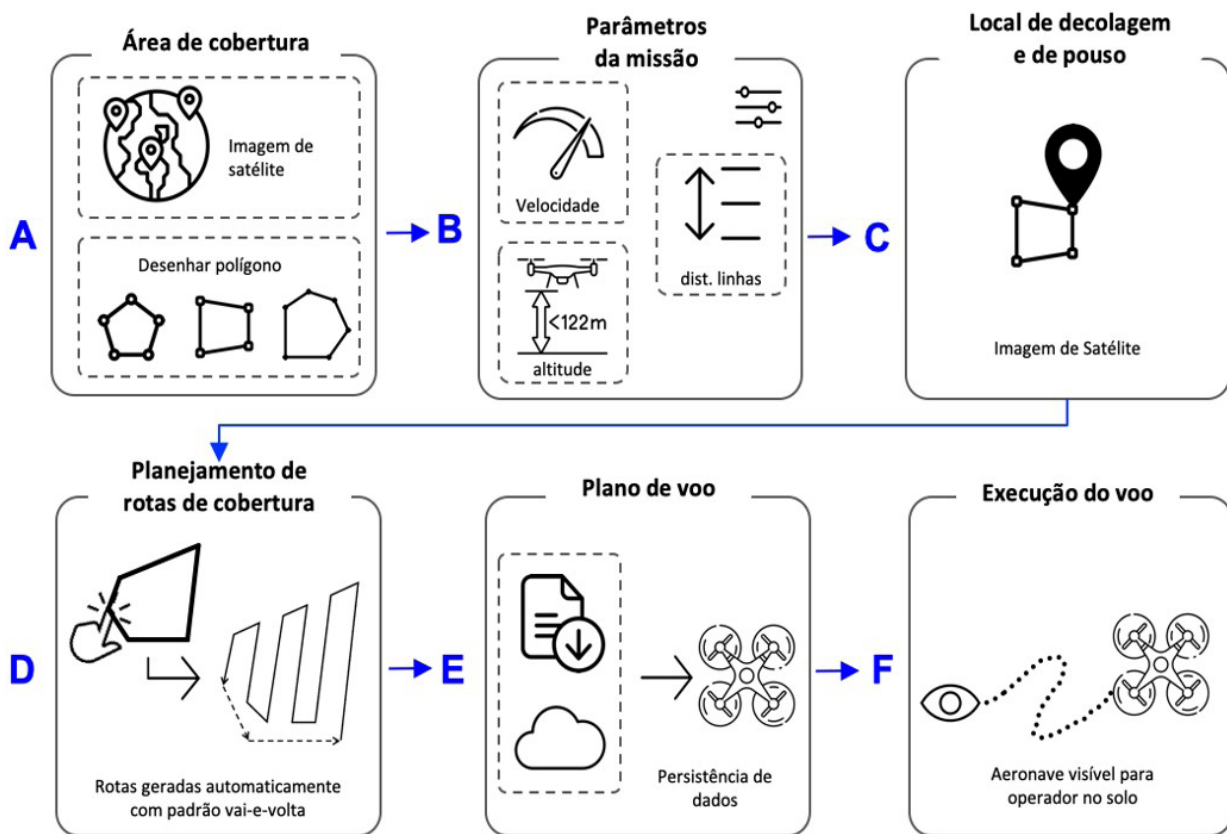 Área de cobertura
Imagem de
satélite
Desenhar polígono
A
Parâmetros
da missão
Velocidade
<122m
altitude
dist. linhas
B
Local de decolagem
e de pouso
Imagem de Satélite
C
Planejamento de
rotas de cobertura
Rotas geradas automaticamente
com padrão vai-e-volta
D
Plano de voo
Persistência de
dados
E
Execução do voo
Aeronave visível para
operador no solo
F